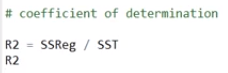 # coefficient of determination
R2 = SSReg / SST
R2